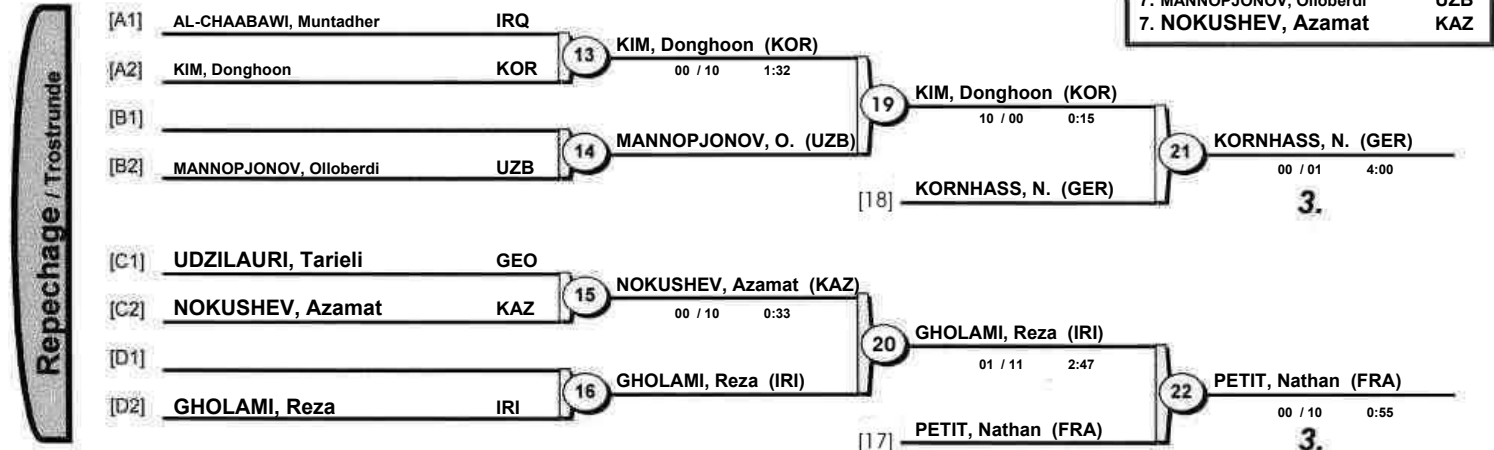 7. MANNOPJONOV, Olloberdi UZB
7. NOKUSHEV, Azamat KAZ
Repechage / Trostrunde
[A1] AL-CHAABAWI, Muntadher IRQ
13 KIM, Donghoon (KOR)
00 / 10 1:32
[A2] KIM, Donghoon KOR
19 KIM, Donghoon (KOR)
10 / 00 0:15
[B1]
14 MANNOPJONOV, O. (UZB)
[B2] MANNOPJONOV, Olloberdi UZB
21 KORNHASS, N. (GER)
00 / 01 4:00
3.
[18] KORNHASS, N. (GER)
[C1] UDZILAURI, Tarieli GEO
15 NOKUSHEV, Azamat (KAZ)
00 / 10 0:33
[C2] NOKUSHEV, Azamat KAZ
20 GHOLAMI, Reza (IRI)
01 / 11 2:47
[D1]
16 GHOLAMI, Reza (IRI)
[D2] GHOLAMI, Reza IRI
22 PETIT, Nathan (FRA)
00 / 10 0:55
3.
[17] PETIT, Nathan (FRA)